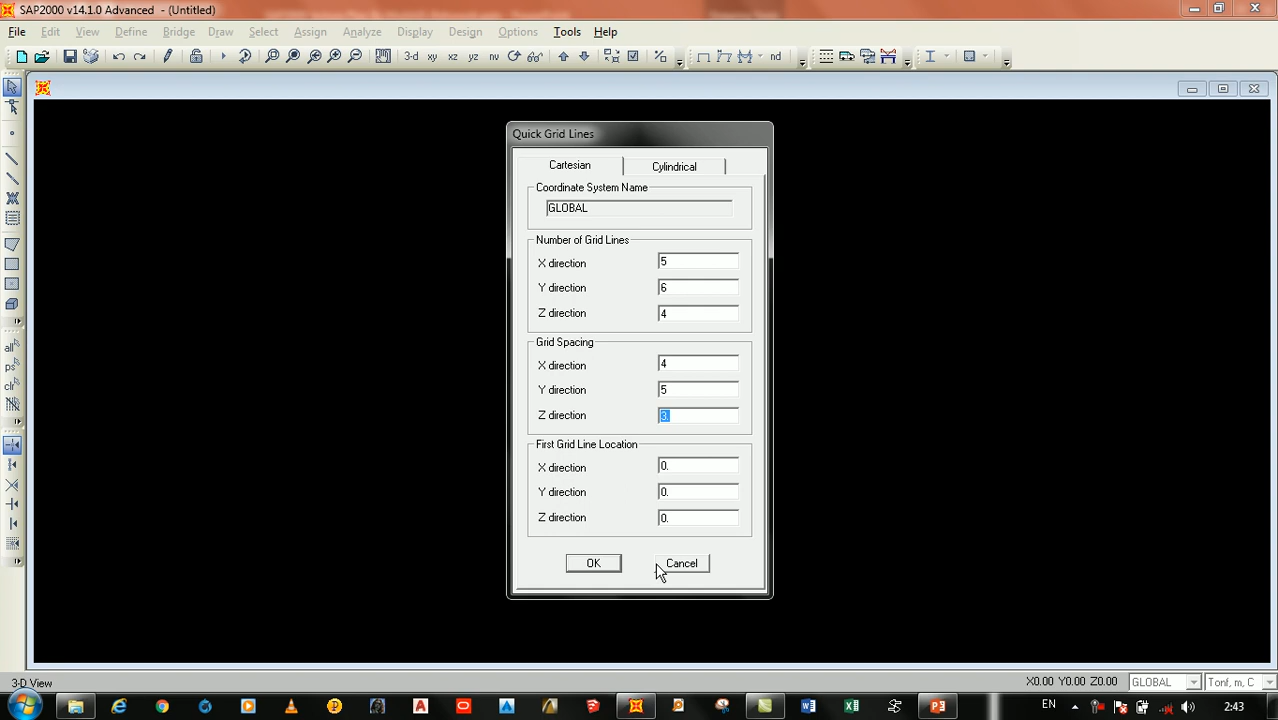 SAP2000 v14.1.0 Advanced - (Untitled)
File Edit View Define Bridge Draw Select Assign Analyze Display Design Options Tools Help
3-d xy xz yz nv nd
all
ps
clr
Quick Grid Lines
Cartesian Cylindrical
Coordinate System Name
GLOBAL
Number of Grid Lines
X direction 5
Y direction 6
Z direction 4
Grid Spacing
X direction 4
Y direction 5
Z direction 3.
First Grid Line Location
X direction 0.
Y direction 0.
Z direction 0.
OK Cancel
3-D View X0.00 Y0.00 Z0.00 GLOBAL Tonf, m, C
EN 2:43